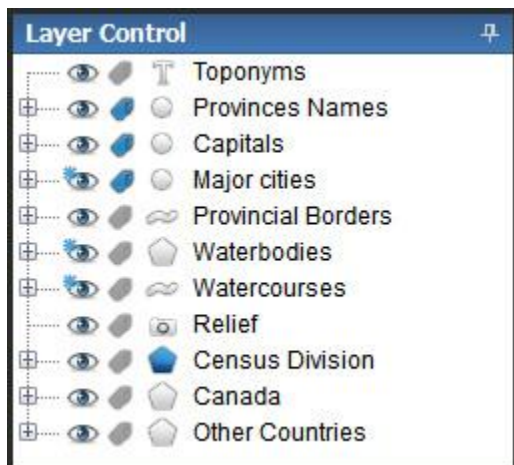 Layer Control
Toponyms
Provinces Names
Capitals
Major cities
Provincial Borders
Waterbodies
Watercourses
Relief
Census Division
Canada
Other Countries